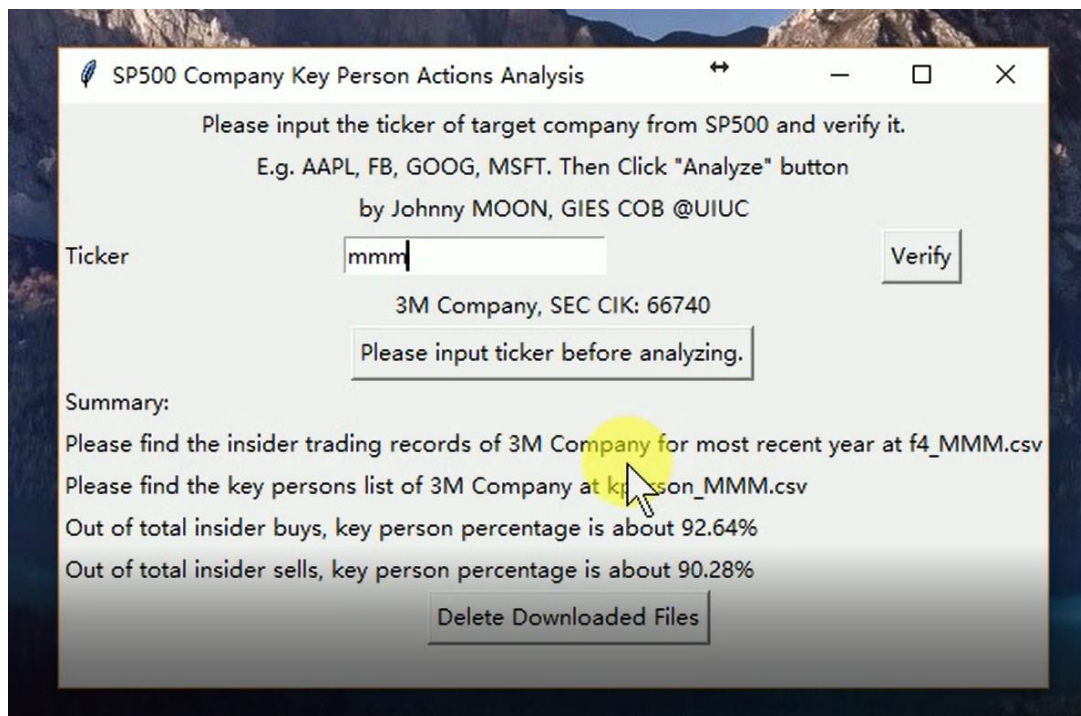 SP500 Company Key Person Actions Analysis
Please input the ticker of target company from SP500 and verify it.
E.g. AAPL, FB, GOOG, MSFT. Then Click "Analyze" button
by Johnny MOON, GIES COB @UIUC
Ticker mmm Verify
3M Company, SEC CIK: 66740
Please input ticker before analyzing.
Summary:
Please find the insider trading records of 3M Company for most recent year at f4_MMM.csv
Please find the key persons list of 3M Company at kperson_MMM.csv
Out of total insider buys, key person percentage is about 92.64%
Out of total insider sells, key person percentage is about 90.28%
Delete Downloaded Files